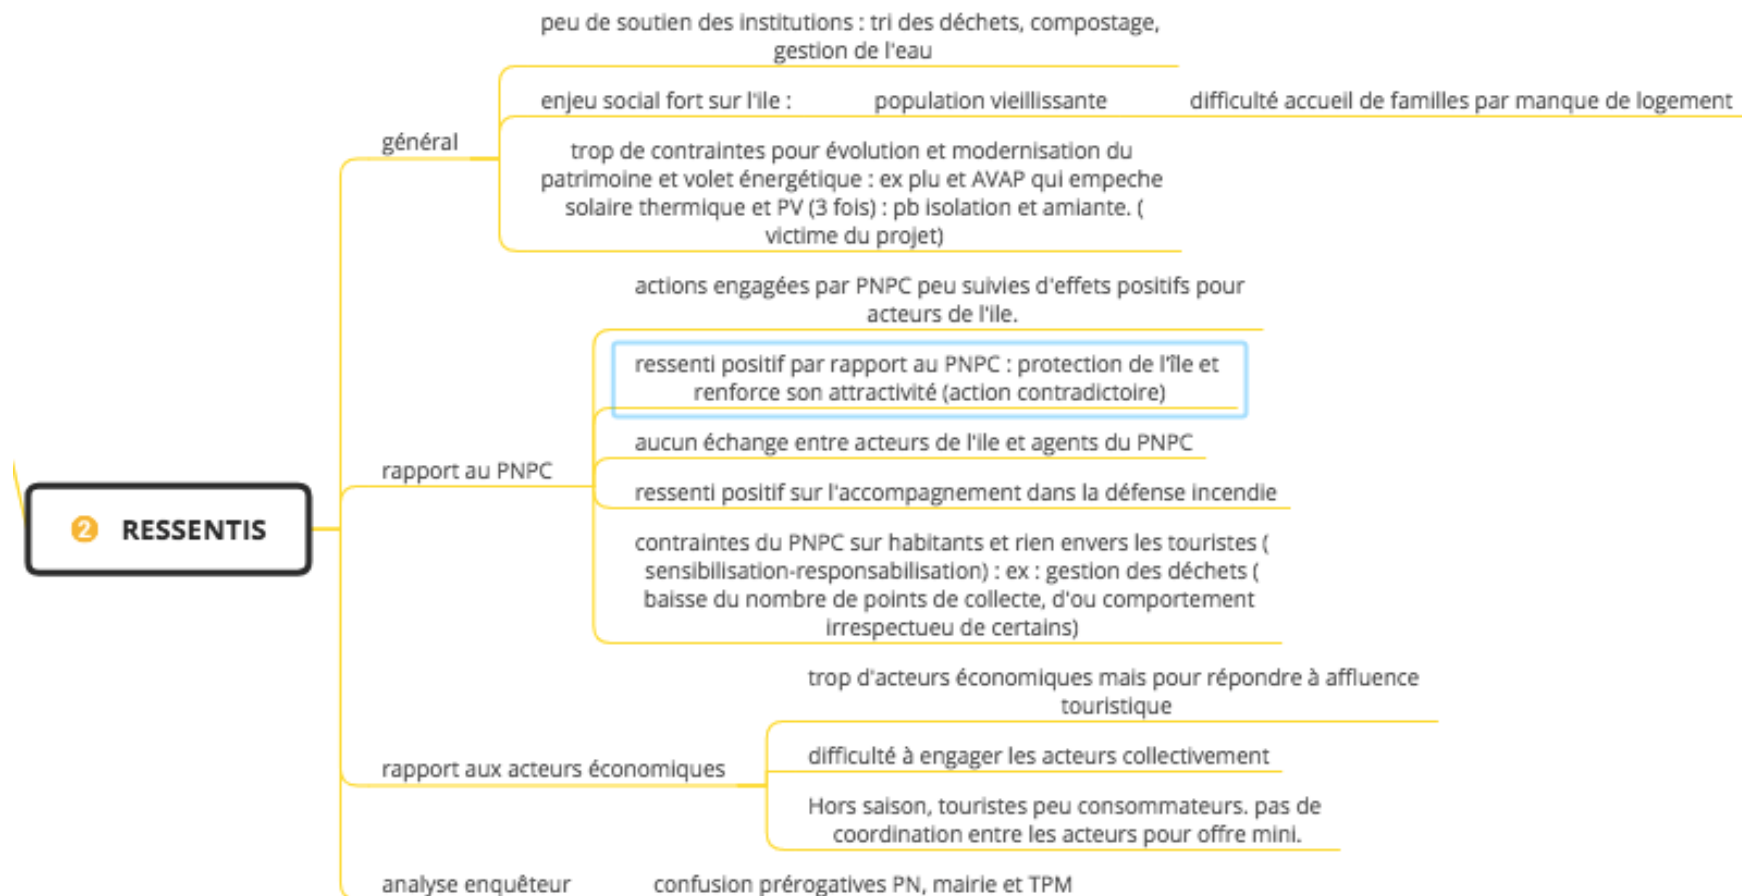 peu de soutien des institutions : tri des déchets, compostage,
gestion de l'eau
enjeu social fort sur l'ile :
population vieillissante
difficulté accueil de familles par manque de logement
général
trop de contraintes pour évolution et modernisation du
patrimoine et volet énergétique : ex plu et AVAP qui empeche
solaire thermique et PV (3 fois) : pb isolation et amiante. (
victime du projet)
actions engagées par PNPC peu suivies d'effets positifs pour
acteurs de l'ile.
ressenti positif par rapport au PNPC : protection de l'île et
renforce son attractivité (action contradictoire)
aucun échange entre acteurs de l'ile et agents du PNPC
rapport au PNPC
ressenti positif sur l'accompagnement dans la défense incendie
2 RESSENTIS
contraintes du PNPC sur habitants et rien envers les touristes (
sensibilisation-responsabilisation) : ex : gestion des déchets (
baisse du nombre de points de collecte, d'ou comportement
irrespectueu de certains)
trop d'acteurs économiques mais pour répondre à affluence
touristique
rapport aux acteurs économiques
difficulté à engager les acteurs collectivement
Hors saison, touristes peu consommateurs. pas de
coordination entre les acteurs pour offre mini.
analyse enquêteur
confusion prérogatives PN, mairie et TPM